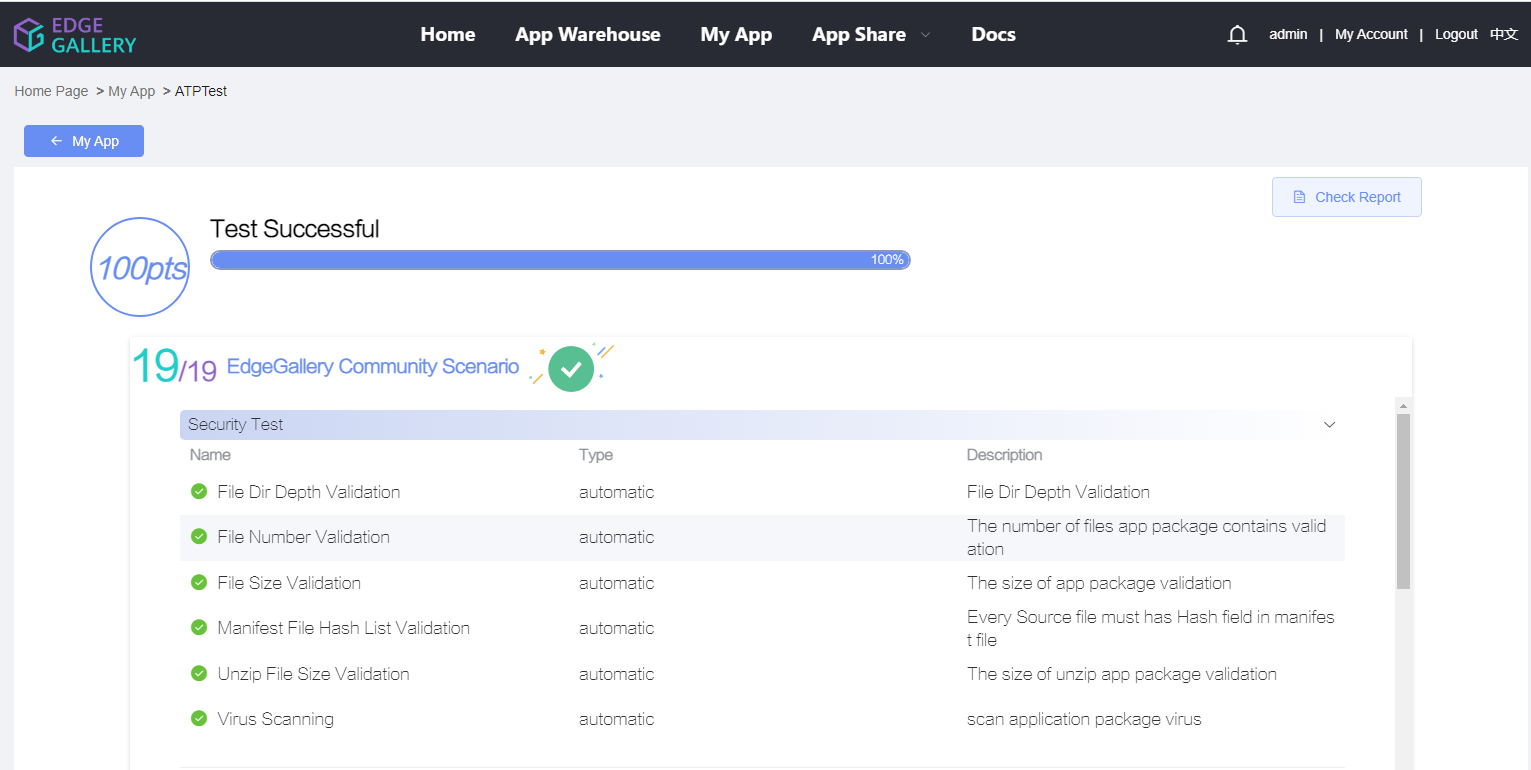 EDGE
GALLERY
Home App Warehouse My App App Share Docs
admin | My Account | Logout 中文
Home Page > My App > ATPTest
← My App
Check Report
100pts
Test Successful
100%
19/19 EdgeGallery Community Scenario
Security Test
Name Type Description
File Dir Depth Validation automatic File Dir Depth Validation
File Number Validation automatic The number of files app package contains valid
ation
File Size Validation automatic The size of app package validation
Manifest File Hash List Validation automatic Every Source file must has Hash field in manifes
t file
Unzip File Size Validation automatic The size of unzip app package validation
Virus Scanning automatic scan application package virus